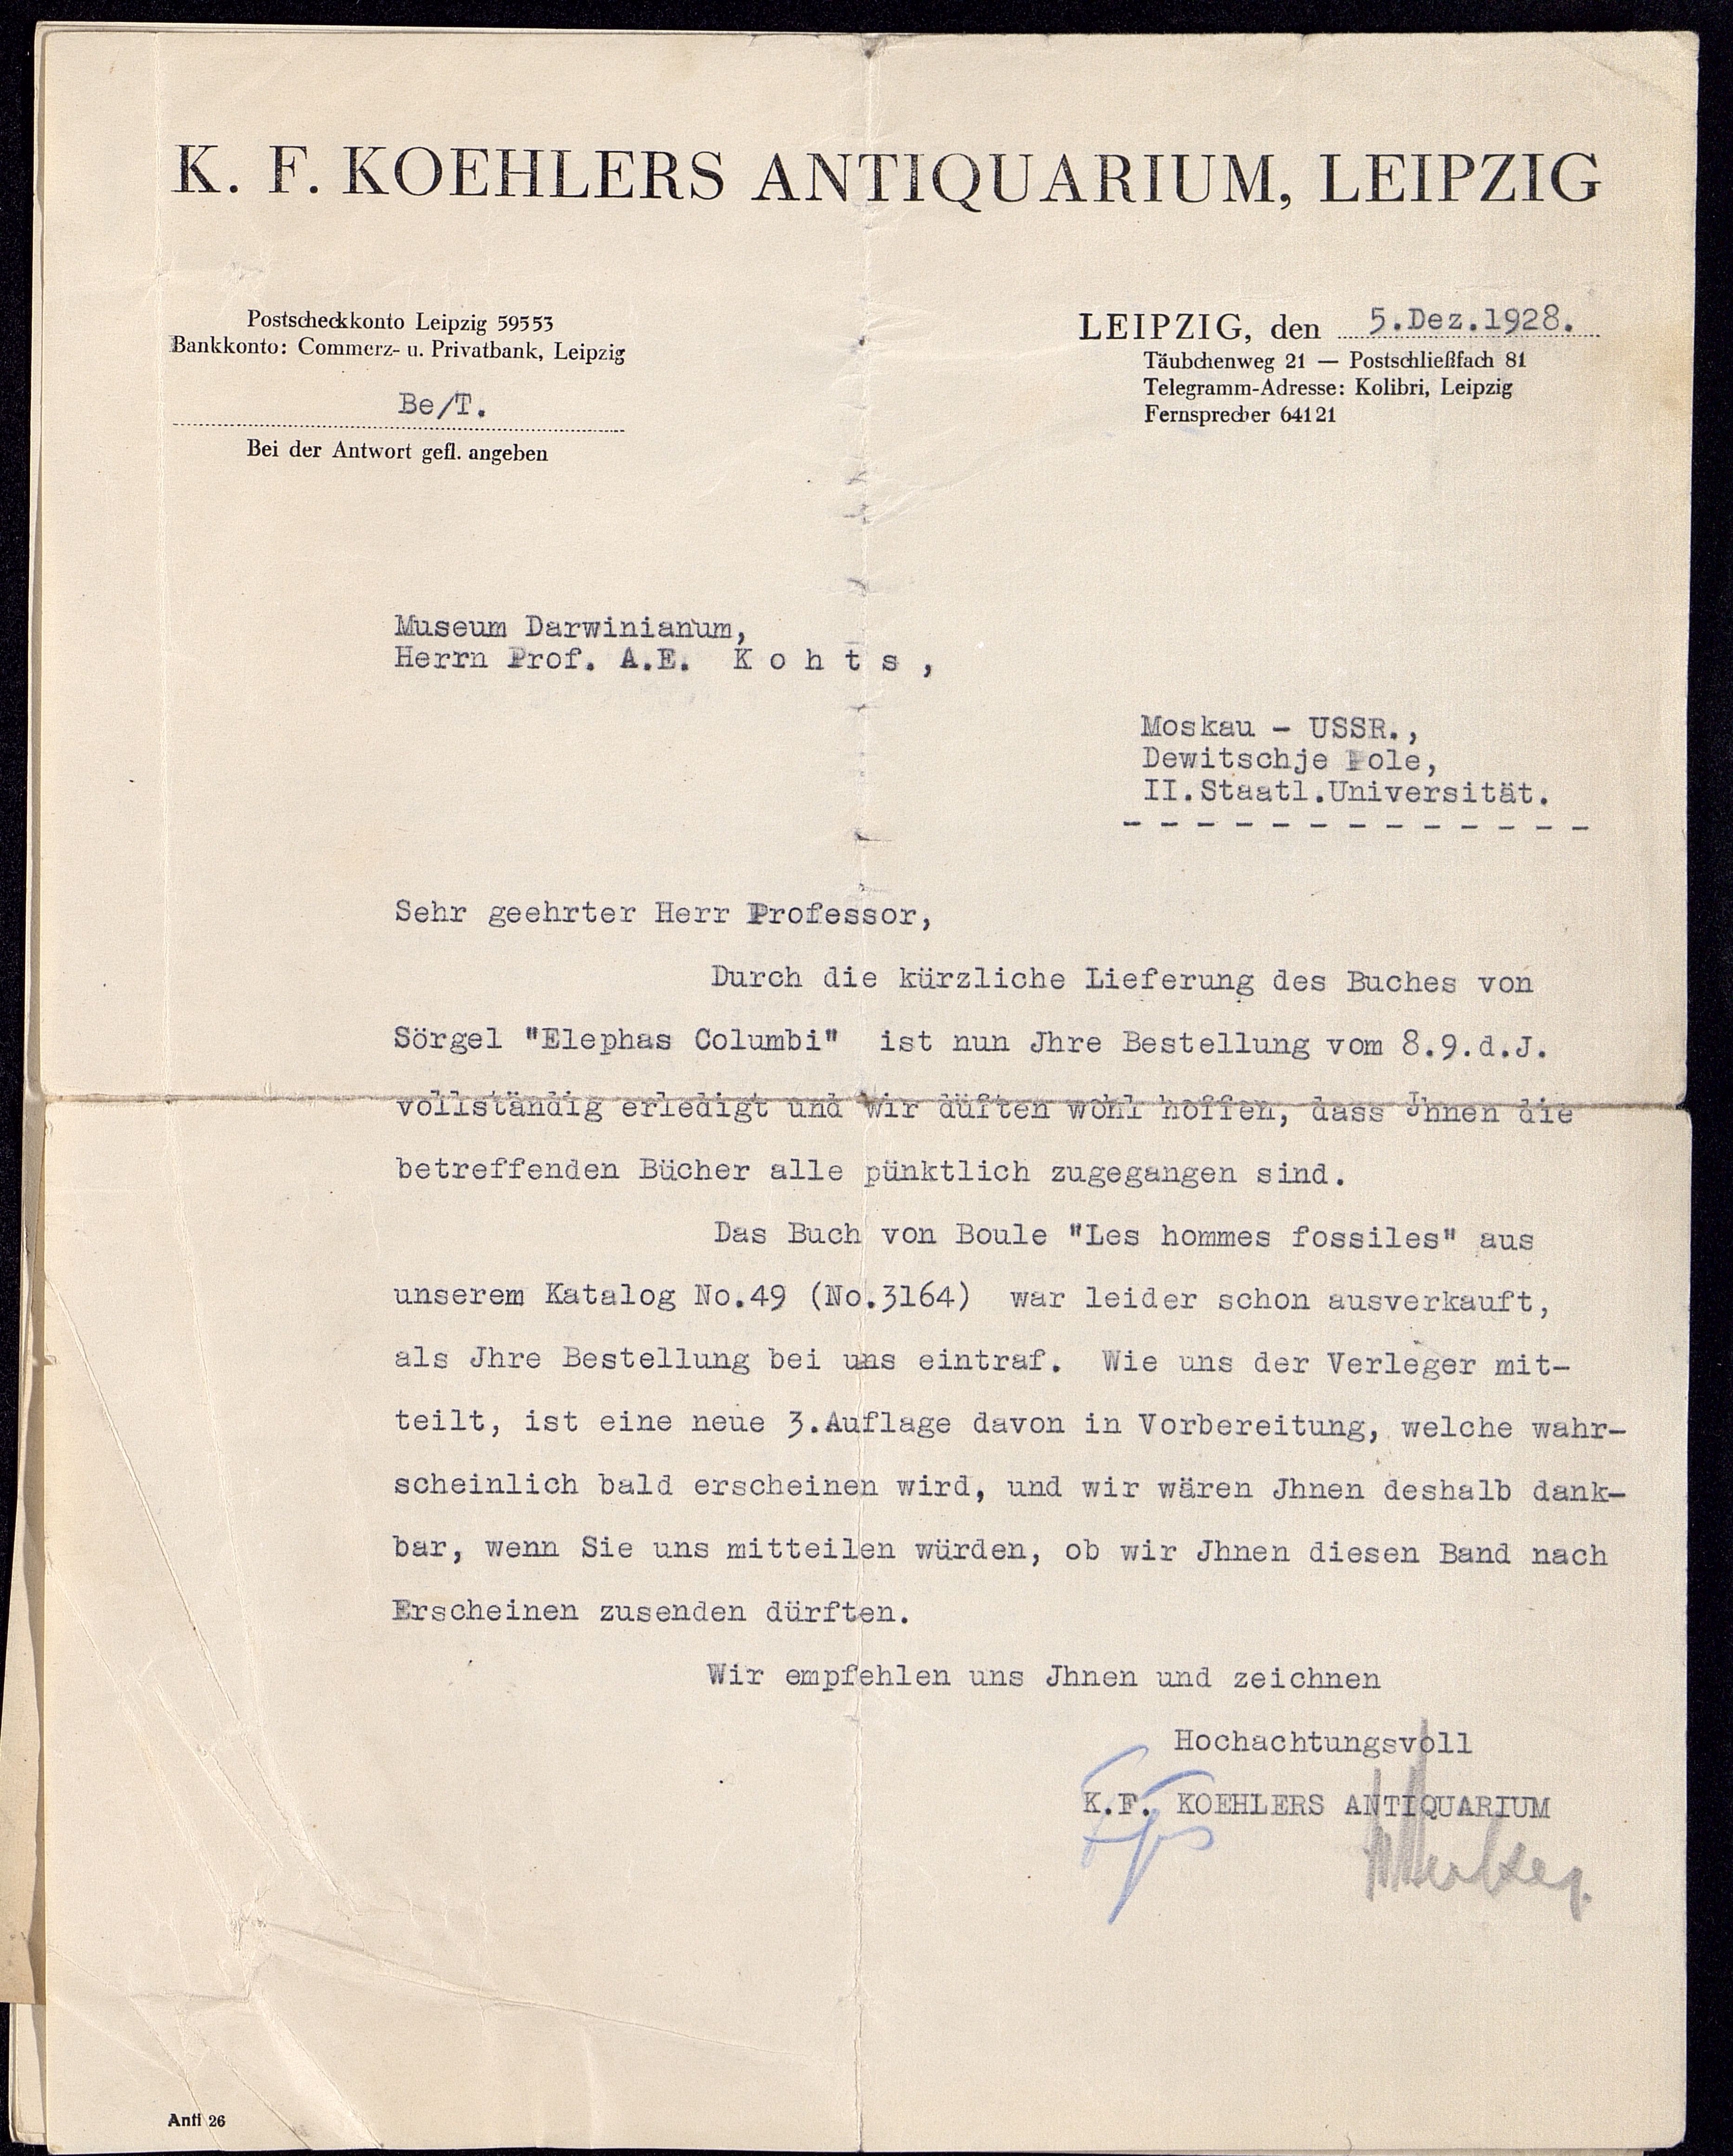 K. F. KOEHLERS ANTIQUARIUM, LEIPZIG
Postscheckkonto Leipzig 59553
Bankkonto: Commerz- u. Privatbank, Leipzig
Be/T.
Bei der Antwort gefl. angeben
LEIPZIG, den 5.Dez.1928.
Täubchenweg 21 — Postschließfach 81
Telegramm-Adresse: Kolibri, Leipzig
Fernsprecher 64121
Museum Darwinianum,
Herrn Prof. A.E. K o h t s ,
Moskau - USSR.,
Dewitschje Pole,
II.Staatl.Universität.
- - - - - - - - - - - - -
Sehr geehrter Herr Professor,
Durch die kürzliche Lieferung des Buches von
Sörgel "Elephas Columbi" ist nun Jhre Bestellung vom 8.9.d.J.
vollständig erledigt und wir düften wohl hoffen, dass Jhnen die
betreffenden Bücher alle pünktlich zugegangen sind.
Das Buch von Boule "Les hommes fossiles" aus
unserem Katalog No.49 (No.3164) war leider schon ausverkauft,
als Jhre Bestellung bei uns eintraf. Wie uns der Verleger mit-
teilt, ist eine neue 3.Auflage davon in Vorbereitung, welche wahr-
scheinlich bald erscheinen wird, und wir wären Jhnen deshalb dank-
bar, wenn Sie uns mitteilen würden, ob wir Jhnen diesen Band nach
Erscheinen zusenden dürften.
Wir empfehlen uns Jhnen und zeichnen
Hochachtungsvoll
K.F. KOEHLERS ANTIQUARIUM
Anti 26